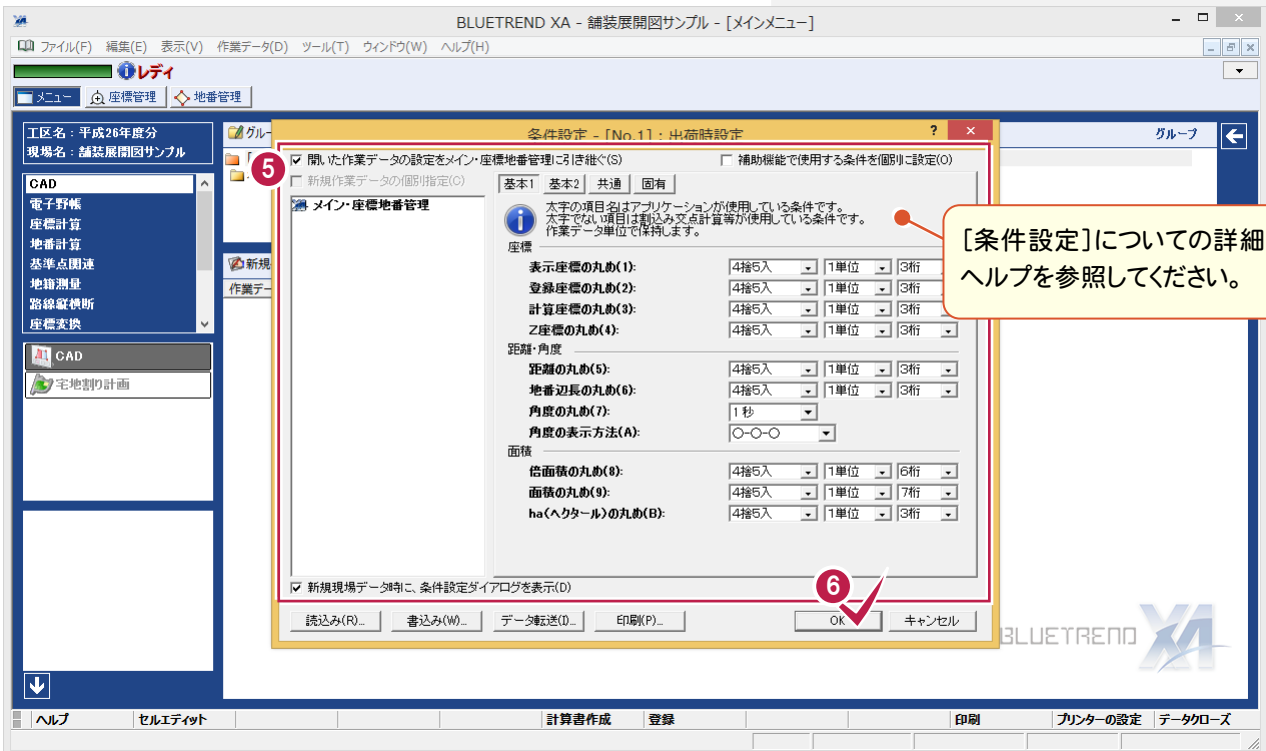 BLUETREND XA - 舗装展開図サンプル - [メインメニュー]
ファイル(F) 編集(E) 表示(V) 作業データ(D) ツール(T) ウィンドウ(W) ヘルプ(H)
レディ
メニュー 座標管理 地番管理
工区名：平成26年度分
現場名：舗装展開図サンプル
CAD
電子野帳
座標計算
地番計算
基準点関連
地籍測量
路線縦横断
座標変換
CAD
宅地割り計画
グルー
グループ
新規
作業デー
条件設定 - [No.1]：出荷時設定
5
開いた作業データの設定をメイン・座標地番管理に引き継ぐ(S) 補助機能で使用する条件を個別に設定(O)
新規作業データの個別指定(C)
メイン・座標地番管理
基本1 基本2 共通 固有
太字の項目名はアプリケーションが使用している条件です。
太字でない項目は割込み交点計算等が使用している条件です。
作業データ単位で保持します。
座標
表示座標の丸め(1): 4捨5入 1単位 3桁
登録座標の丸め(2): 4捨5入 1単位 3桁
計算座標の丸め(3): 4捨5入 1単位 3桁
Z座標の丸め(4): 4捨5入 1単位 3桁
距離・角度
距離の丸め(5): 4捨5入 1単位 3桁
地番辺長の丸め(6): 4捨5入 1単位 3桁
角度の丸め(7): 1秒
角度の表示方法(A): ○-○-○
面積
倍面積の丸め(8): 4捨5入 1単位 6桁
面積の丸め(9): 4捨5入 1単位 7桁
ha(ヘクタール)の丸め(B): 4捨5入 1単位 3桁
新規現場データ時に、条件設定ダイアログを表示(D)
6
読込み(R)... 書込み(W)... データ転送(I)... 印刷(P)... OK キャンセル
[条件設定]についての詳細
ヘルプを参照してください。
BLUETREND XA
ヘルプ セルエディット 計算書作成 登録 印刷 プリンターの設定 データクローズ